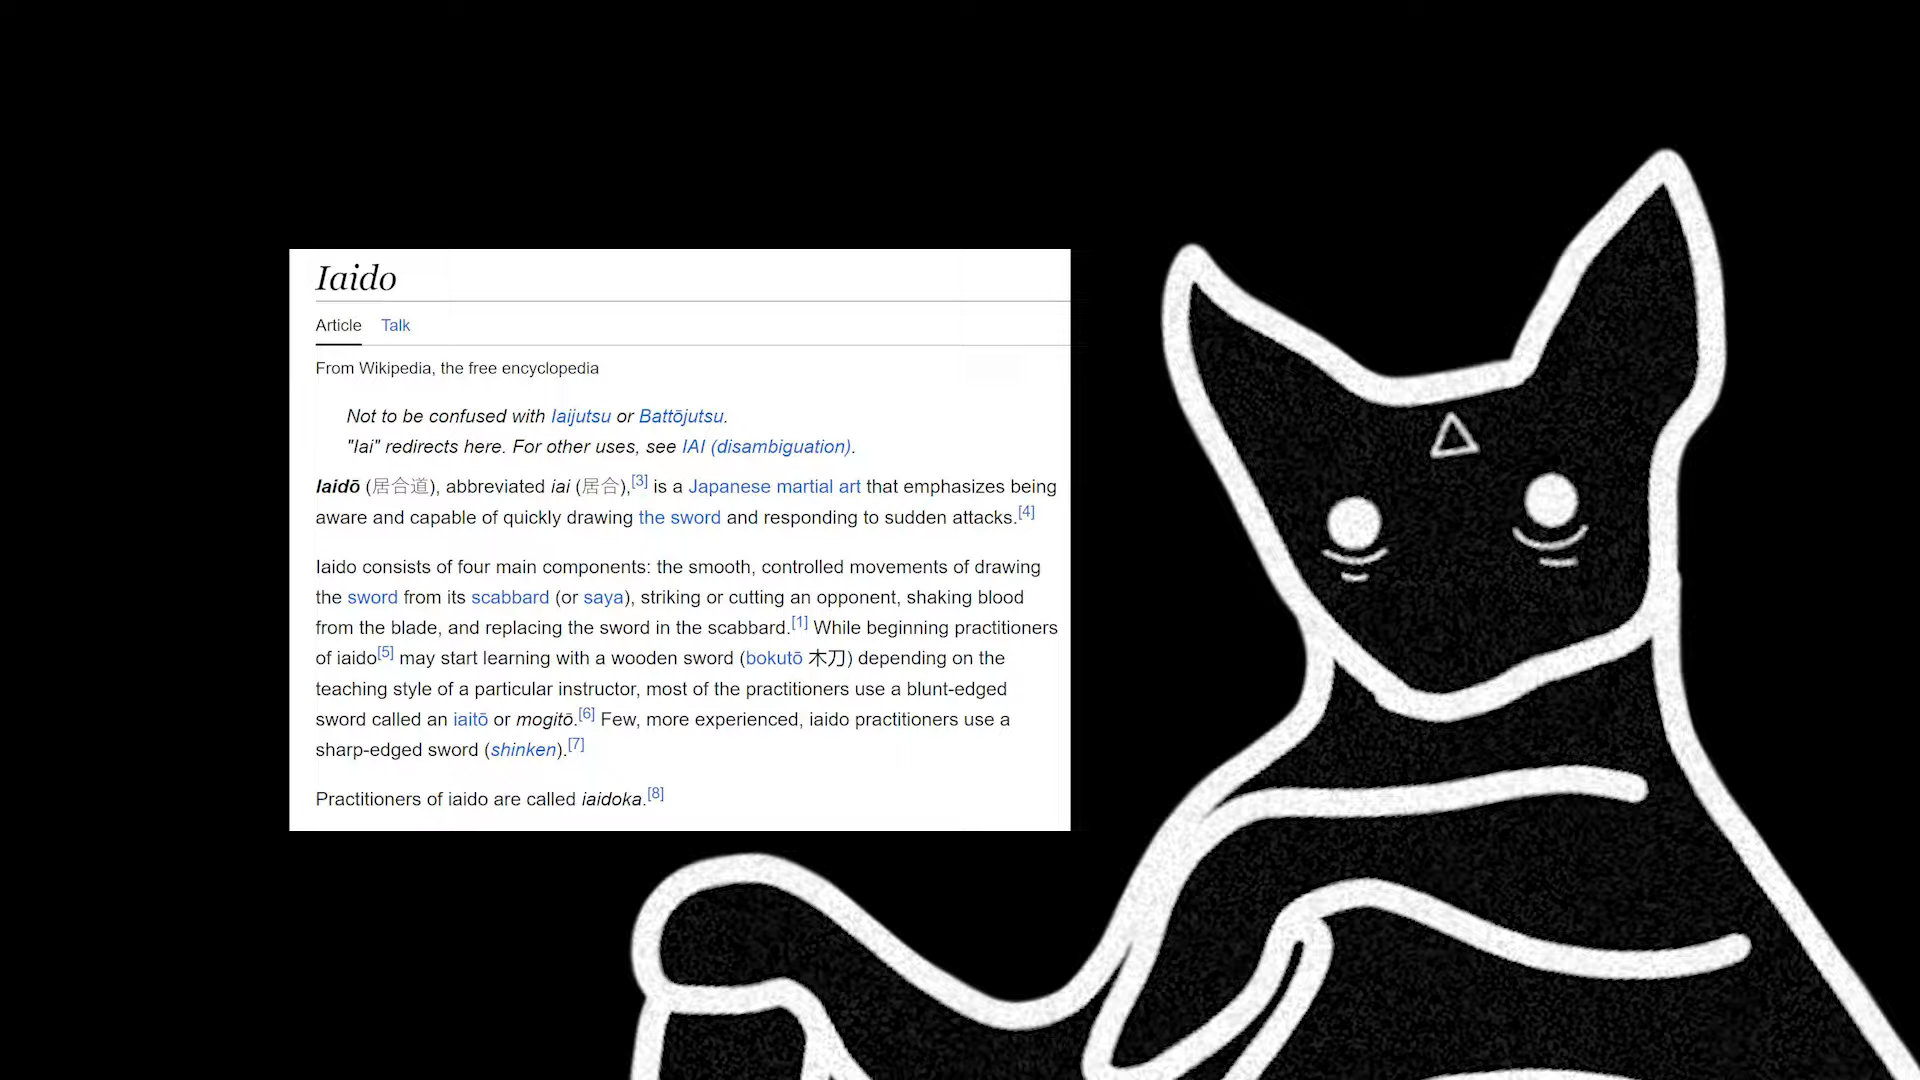 Iaido
Article Talk
From Wikipedia, the free encyclopedia
Not to be confused with Iaijutsu or Battōjutsu.
"Iai" redirects here. For other uses, see IAI (disambiguation).
Iaidō (居合道), abbreviated iai (居合),[3] is a Japanese martial art that emphasizes being
aware and capable of quickly drawing the sword and responding to sudden attacks.[4]
Iaido consists of four main components: the smooth, controlled movements of drawing
the sword from its scabbard (or saya), striking or cutting an opponent, shaking blood
from the blade, and replacing the sword in the scabbard.[1] While beginning practitioners
of iaido[5] may start learning with a wooden sword (bokutō 木刀) depending on the
teaching style of a particular instructor, most of the practitioners use a blunt-edged
sword called an iaitō or mogitō.[6] Few, more experienced, iaido practitioners use a
sharp-edged sword (shinken).[7]
Practitioners of iaido are called iaidoka.[8]